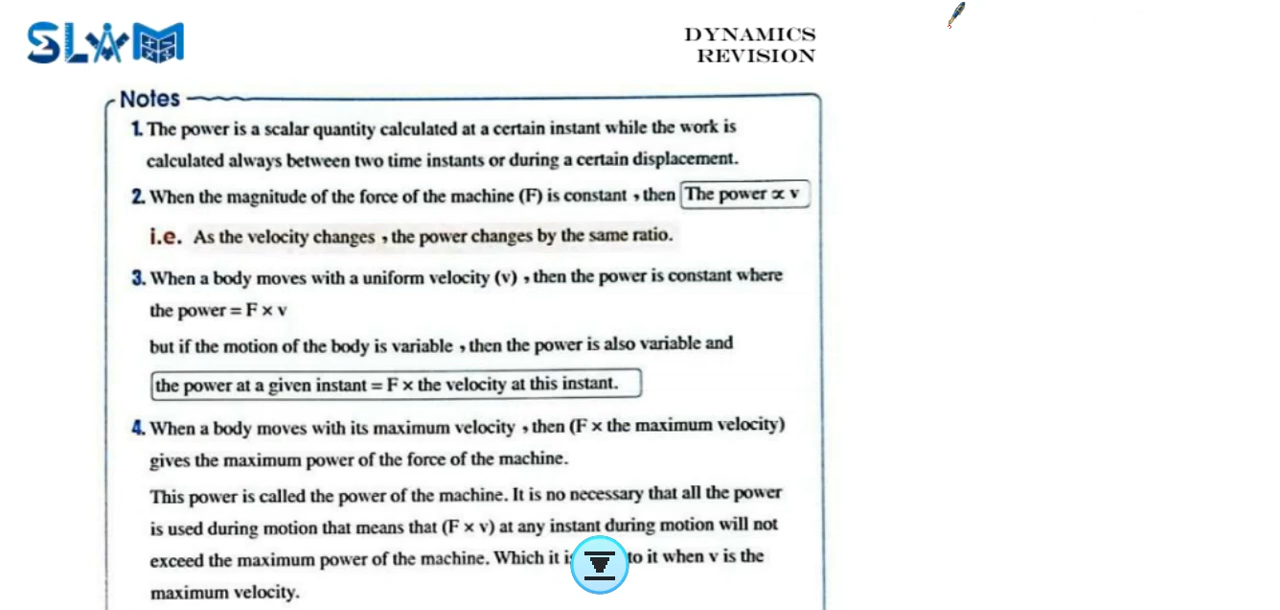 SLAM
DYNAMICS
REVISION
Notes
1. The power is a scalar quantity calculated at a certain instant while the work is
calculated always between two time instants or during a certain displacement.
2. When the magnitude of the force of the machine (F) is constant , then The power ∝ v
i.e. As the velocity changes , the power changes by the same ratio.
3. When a body moves with a uniform velocity (v) , then the power is constant where
the power = F × v
but if the motion of the body is variable , then the power is also variable and
the power at a given instant = F × the velocity at this instant.
4. When a body moves with its maximum velocity , then (F × the maximum velocity)
gives the maximum power of the force of the machine.
This power is called the power of the machine. It is no necessary that all the power
is used during motion that means that (F × v) at any instant during motion will not
exceed the maximum power of the machine. Which it to it when v is the
maximum velocity.